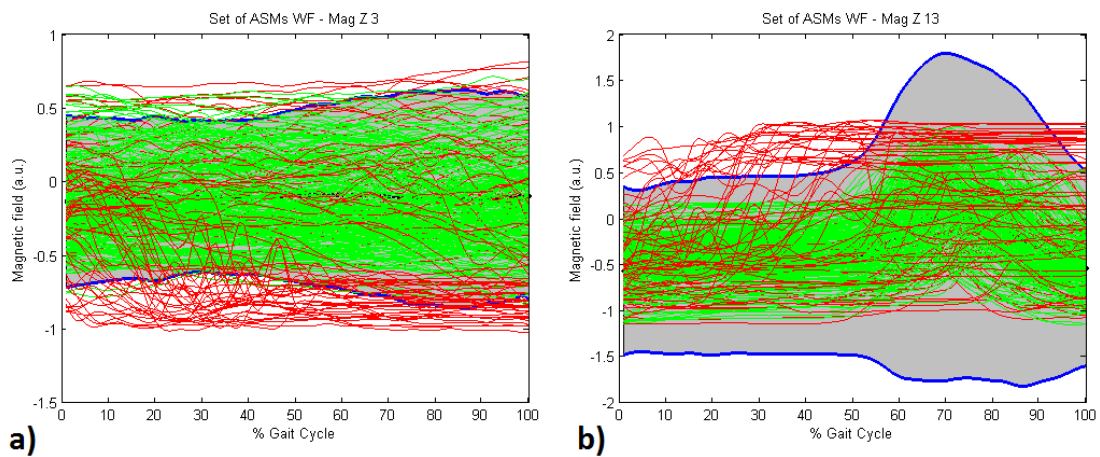 Set of ASMs WF - Mag Z 3
1
0.5
0
-0.5
-1
-1.5
Magnetic field (a.u.)
0 10 20 30 40 50 60 70 80 90 100
% Gait Cycle
a)
Set of ASMs WF - Mag Z 13
2
1.5
1
0.5
0
-0.5
-1
-1.5
-2
Magnetic field (a.u.)
0 10 20 30 40 50 60 70 80 90 100
% Gait Cycle
b)